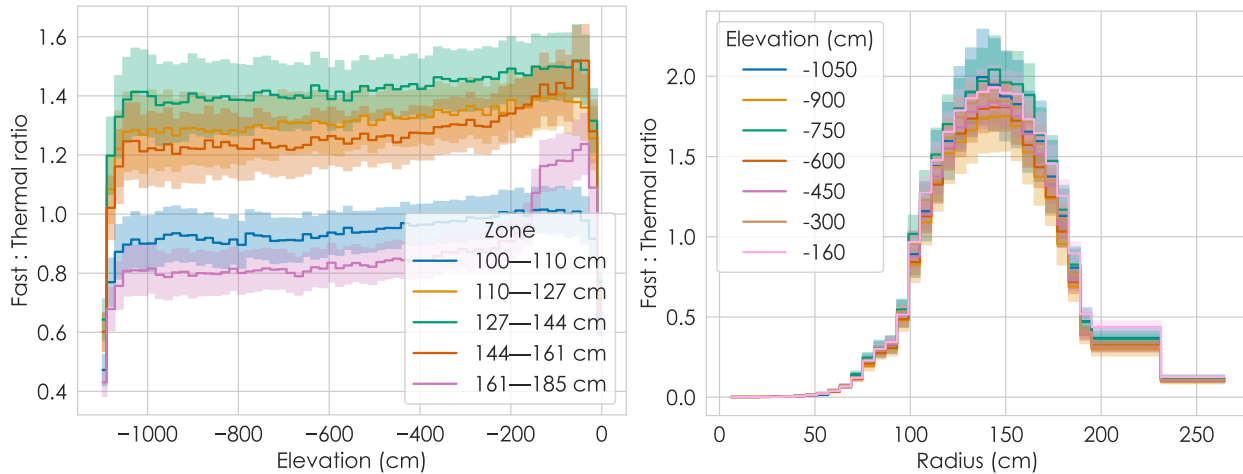 Fast : Thermal ratio
1.6
1.4
1.2
1.0
0.8
0.6
0.4
−1000
−800
−600
−400
−200
0
Elevation (cm)
Zone
100—110 cm
110—127 cm
127—144 cm
144—161 cm
161—185 cm
Fast : Thermal ratio
2.0
1.5
1.0
0.5
0.0
0
50
100
150
200
250
Radius (cm)
Elevation (cm)
-1050
-900
-750
-600
-450
-300
-160